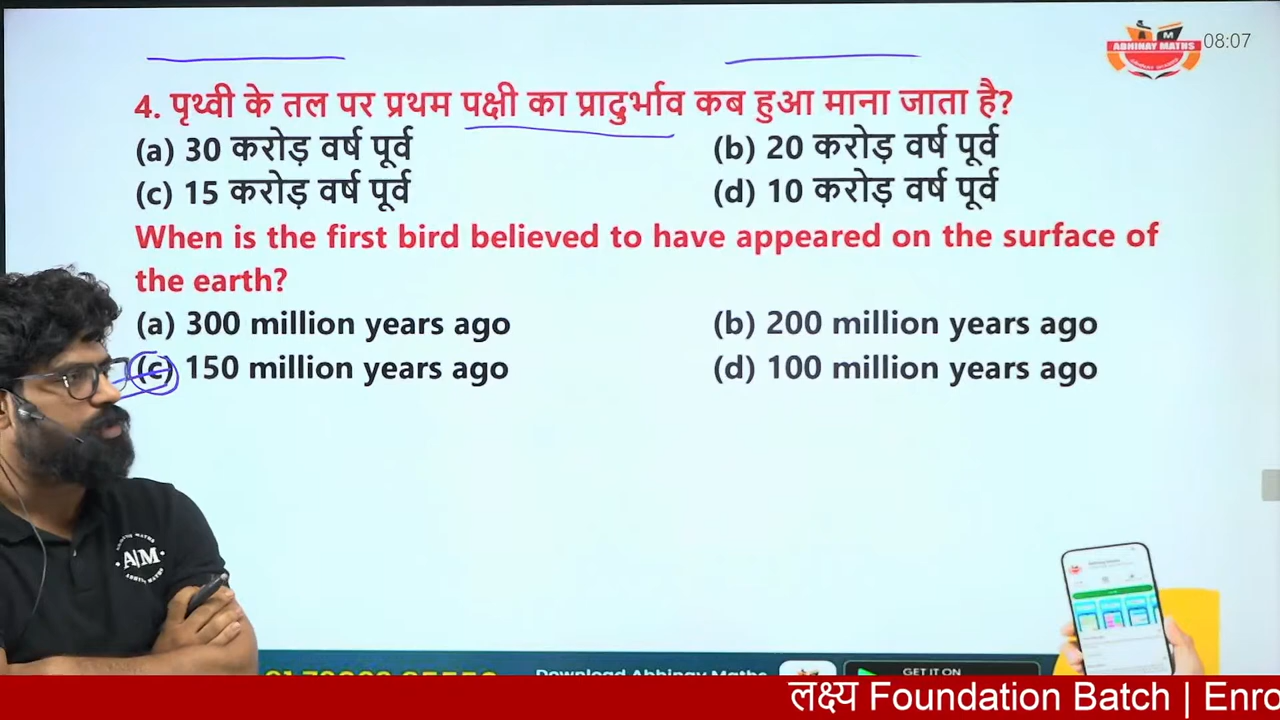 ABHINAY MATHS
08:07
4. पृथ्वी के तल पर प्रथम पक्षी का प्रादुर्भाव कब हुआ माना जाता है?
(a) 30 करोड़ वर्ष पूर्व (b) 20 करोड़ वर्ष पूर्व
(c) 15 करोड़ वर्ष पूर्व (d) 10 करोड़ वर्ष पूर्व
When is the first bird believed to have appeared on the surface of
the earth?
(a) 300 million years ago (b) 200 million years ago
(c) 150 million years ago (d) 100 million years ago
A|M
Download Abhinay Maths
GET IT ON
लक्ष्य Foundation Batch | Enro